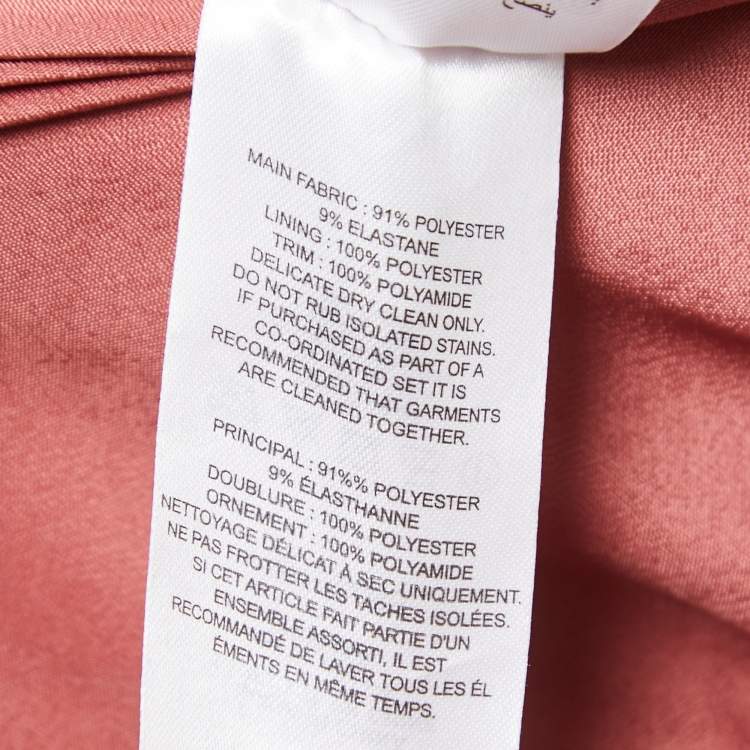 ينصح
MAIN FABRIC : 91% POLYESTER
9% ELASTANE
LINING : 100% POLYESTER
TRIM : 100% POLYAMIDE
DELICATE DRY CLEAN ONLY.
DO NOT RUB ISOLATED STAINS.
IF PURCHASED AS PART OF A
CO-ORDINATED SET IT IS
RECOMMENDED THAT GARMENTS
ARE CLEANED TOGETHER.
PRINCIPAL : 91%% POLYESTER
9% ÉLASTHANNE
DOUBLURE : 100% POLYESTER
ORNEMENT : 100% POLYAMIDE
NETTOYAGE DÉLICAT À SEC UNIQUEMENT.
NE PAS FROTTER LES TACHES ISOLÉES.
SI CET ARTICLE FAIT PARTIE D'UN
ENSEMBLE ASSORTI, IL EST
RECOMMANDÉ DE LAVER TOUS LES ÉL
ÉMENTS EN MÊME TEMPS.